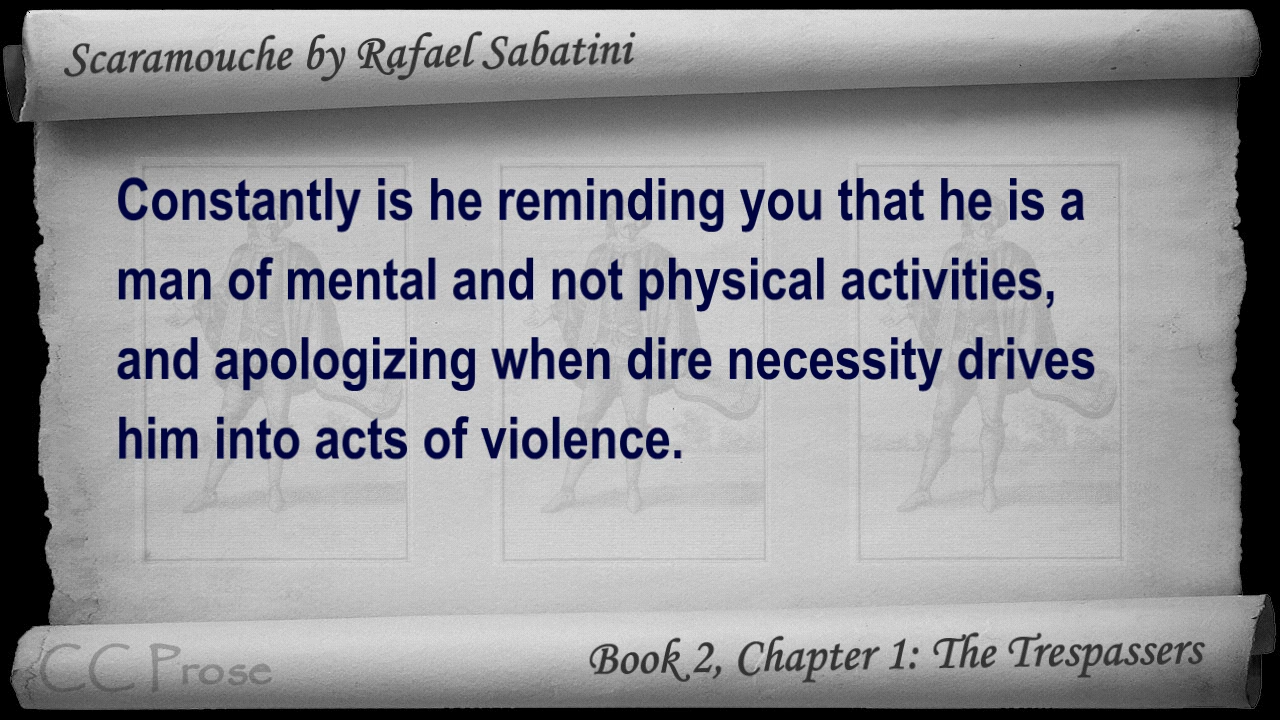 Scaramouche by Rafael Sabatini
Constantly is he reminding you that he is a
man of mental and not physical activities,
and apologizing when dire necessity drives
him into acts of violence.
CC Prose
Book 2, Chapter 1: The Trespassers